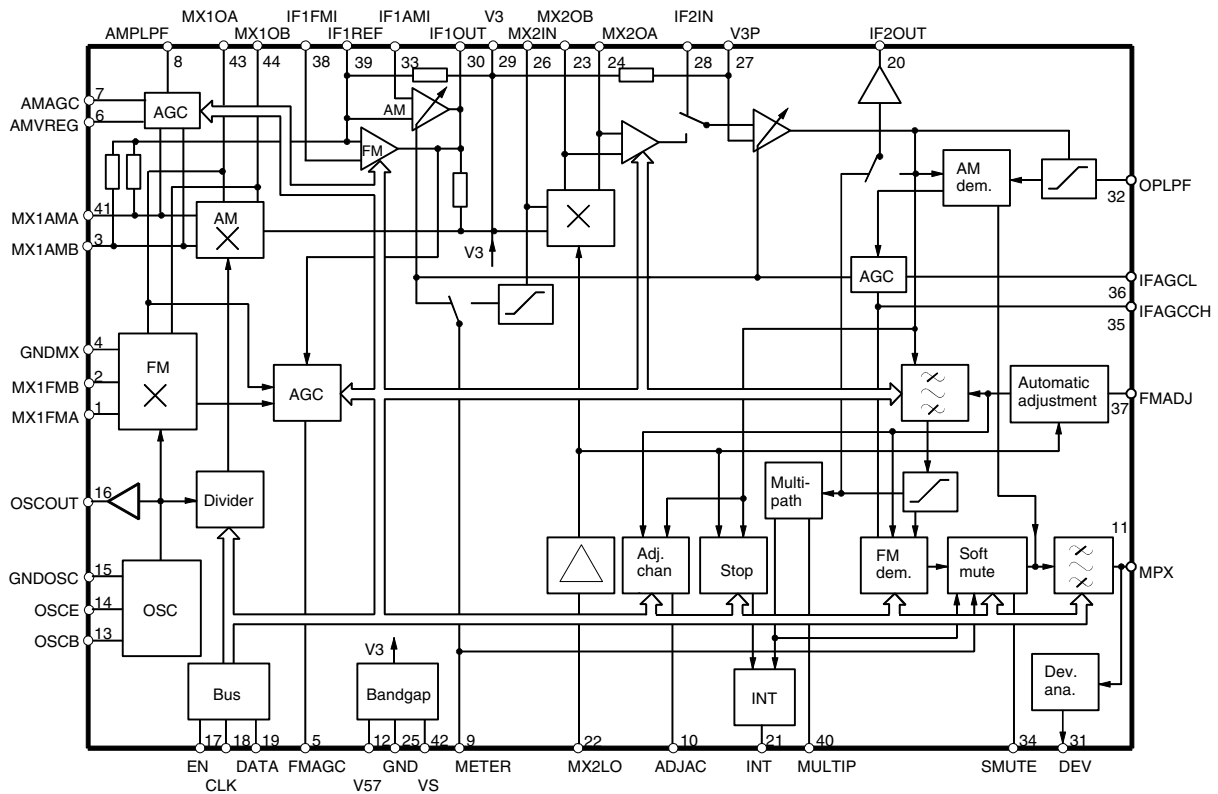 MX1OA IF1FMI IF1AMI V3 MX2OB IF2IN
AMPLPF MX1OB IF1REF IF1OUT MX2IN MX2OA V3P IF2OUT
8 43 44 38 39 33 30 29 26 23 24 28 27 20
AMAGC 7
AMVREG 6
AGC
AM
FM
AM dem.
OPLPF
32
MX1AMA 41
MX1AMB 3
AM
V3
AGC
IFAGCL
36
IFAGCCH
35
GNDMX 4
MX1FMB 2
MX1FMA 1
FM
AGC
Automatic
adjustment
FMADJ
37
OSCOUT 16
Divider
Multi-
path
11
MPX
GNDOSC 15
OSCE 14
OSCB 13
OSC
Adj.
chan
Stop
FM
dem.
Soft
mute
V3
Bus
Bandgap
INT
Dev.
ana.
17 18 19 5 12 25 42 9 22 10 21 40 34 31
EN DATA FMAGC GND METER MX2LO ADJAC INT MULTIP SMUTE DEV
CLK V57 VS